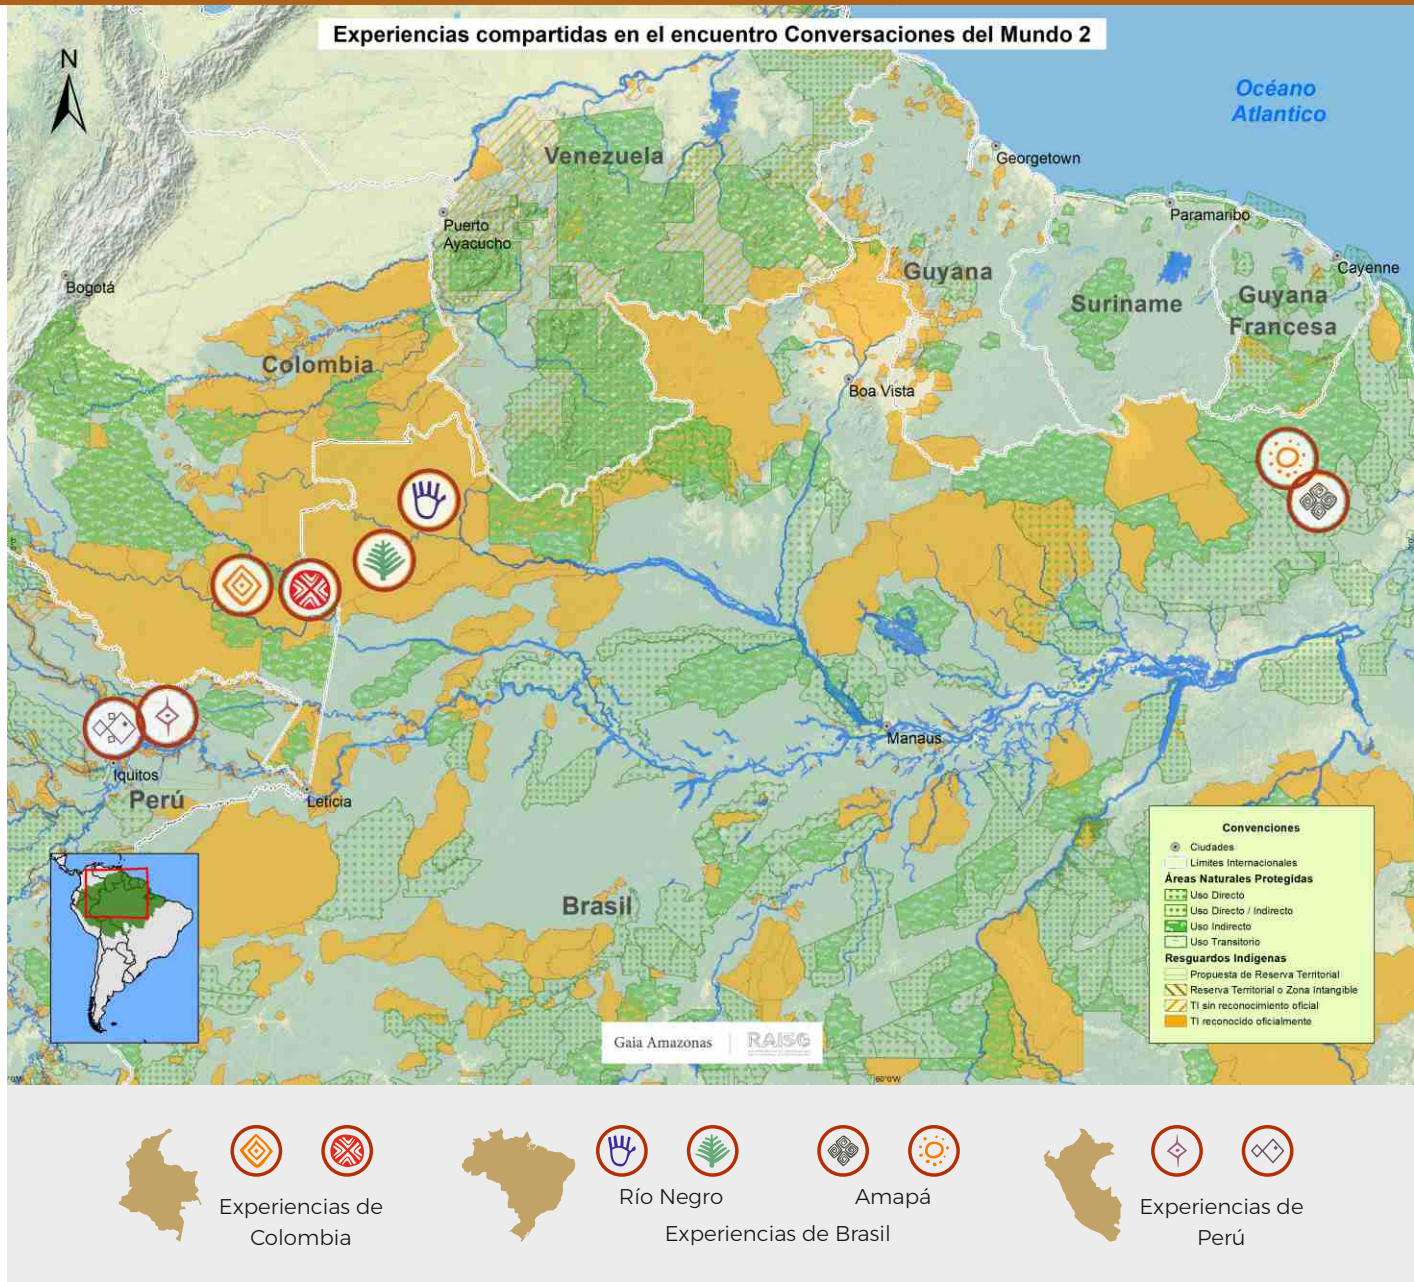 Experiencias compartidas en el encuentro Conversaciones del Mundo 2
N
Océano
Atlantico
Venezuela
Georgetown
Puerto
Ayacucho
Paramaribo
Bogotá
Guyana
Cayenne
Suriname
Guyana
Francesa
Colombia
Boa Vista
Manaus
Iquitos
Perú
Leticia
Brasil
Convenciones
Ciudades
Limites Internacionales
Áreas Naturales Protegidas
Uso Directo
Uso Directo / Indirecto
Uso Indirecto
Uso Transitorio
Resguardos Indígenas
Propuesta de Reserva Territorial
Reserva Territorial o Zona Intangible
TI sin reconocimiento oficial
TI reconocido oficialmente
Gaia Amazonas
RAISG
60°0'W
Experiencias de
Colombia
Río Negro
Amapá
Experiencias de Brasil
Experiencias de
Perú